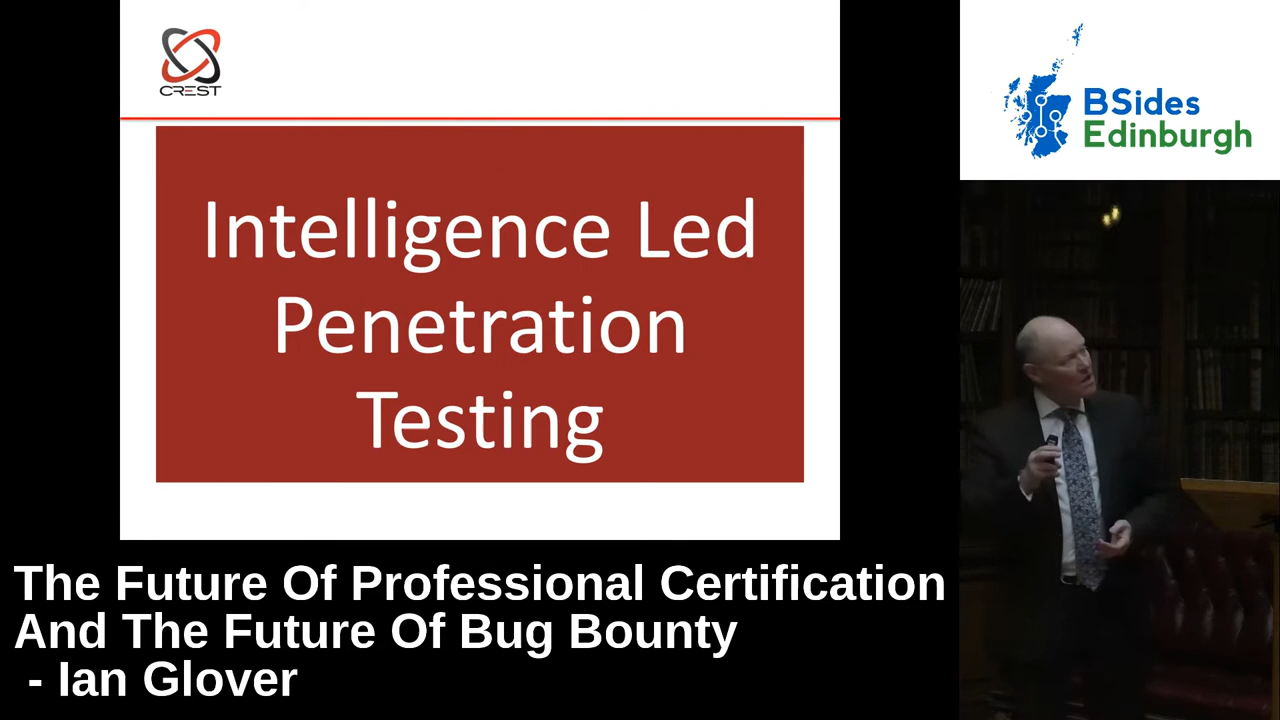 CREST
Intelligence Led
Penetration
Testing
BSides
Edinburgh
The Future Of Professional Certification
And The Future Of Bug Bounty
- Ian Glover